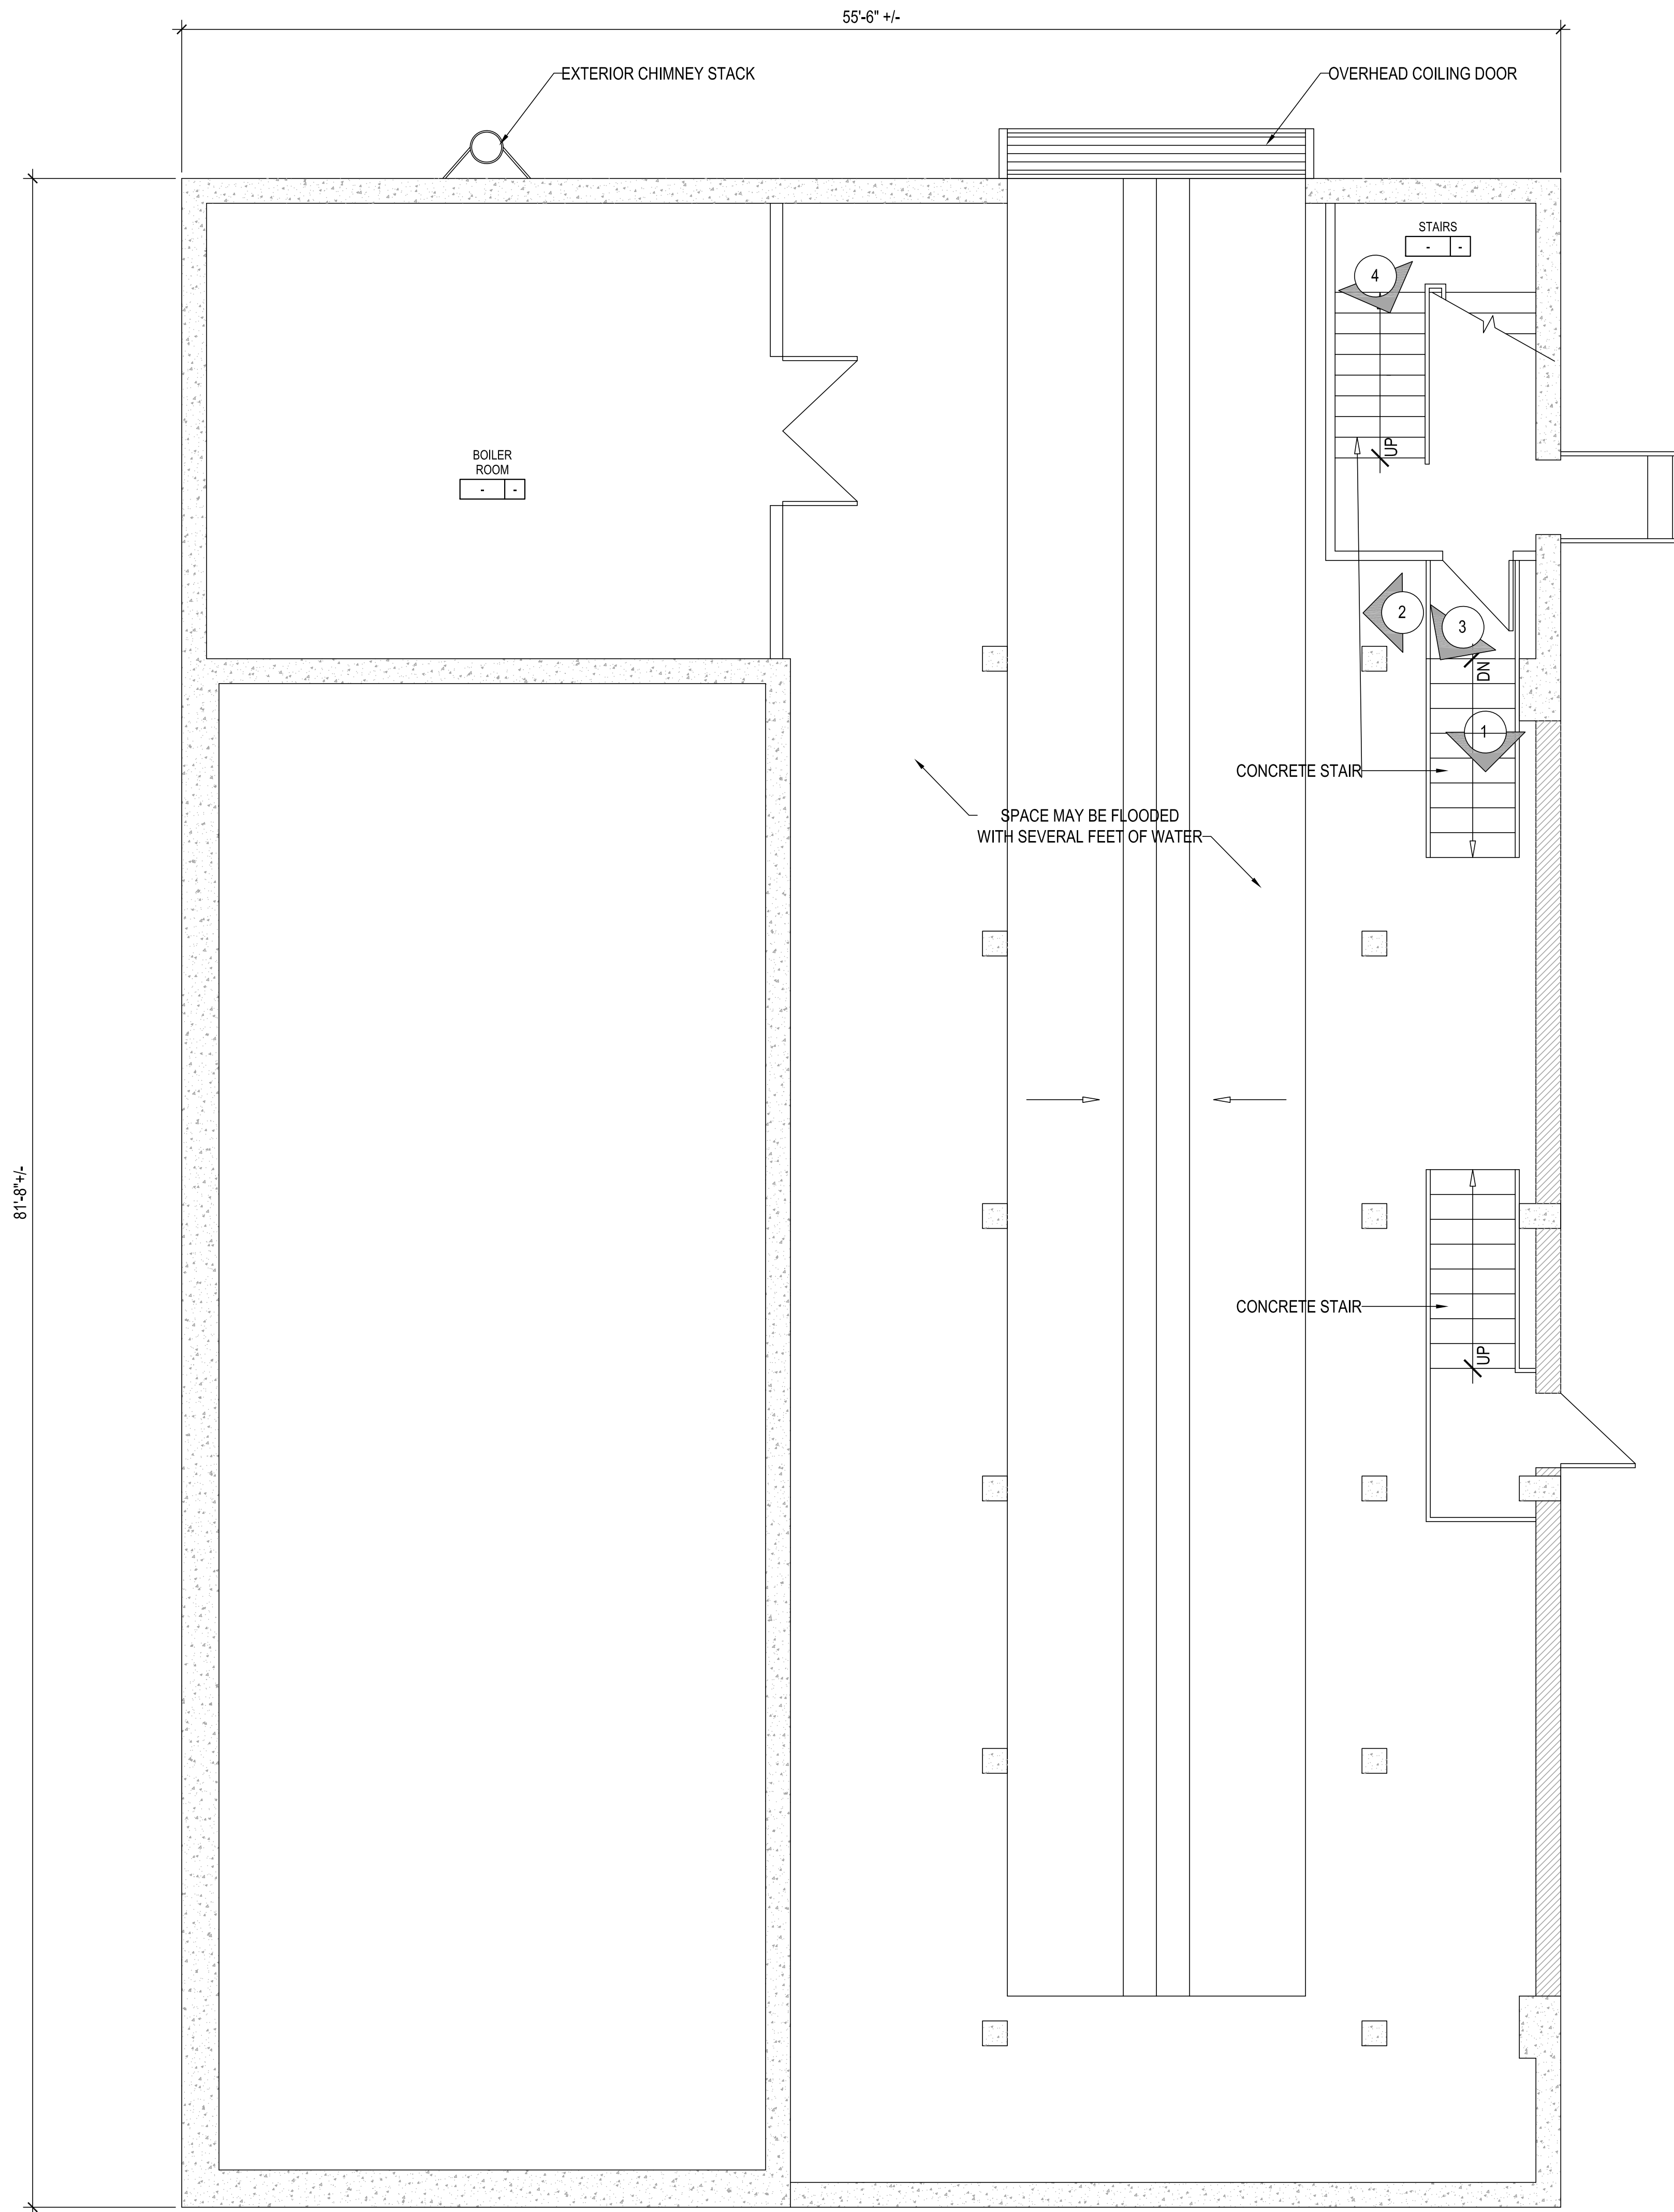 55'-6" +/-
EXTERIOR CHIMNEY STACK
OVERHEAD COILING DOOR
STAIRS
- -
4
UP
BOILER
ROOM
- -
2
3
DN
1
CONCRETE STAIR
SPACE MAY BE FLOODED
WITH SEVERAL FEET OF WATER
81'-8"+/-
CONCRETE STAIR
UP